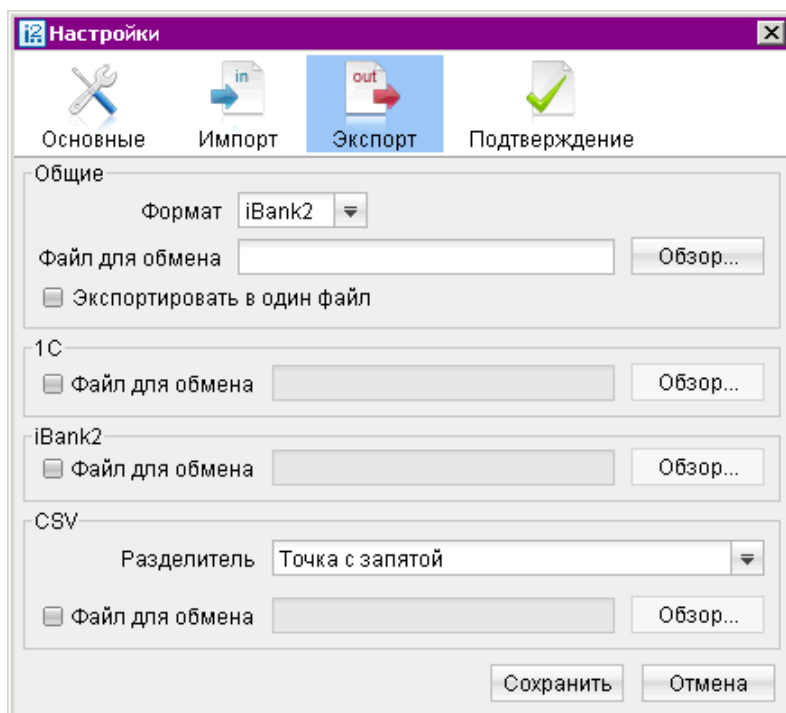 i2 Настройки
in out
Основные Импорт Экспорт Подтверждение
Общие
Формат iBank2
Файл для обмена Обзор...
Экспортировать в один файл
1С
Файл для обмена Обзор...
iBank2
Файл для обмена Обзор...
CSV
Разделитель Точка с запятой
Файл для обмена Обзор...
Сохранить Отмена